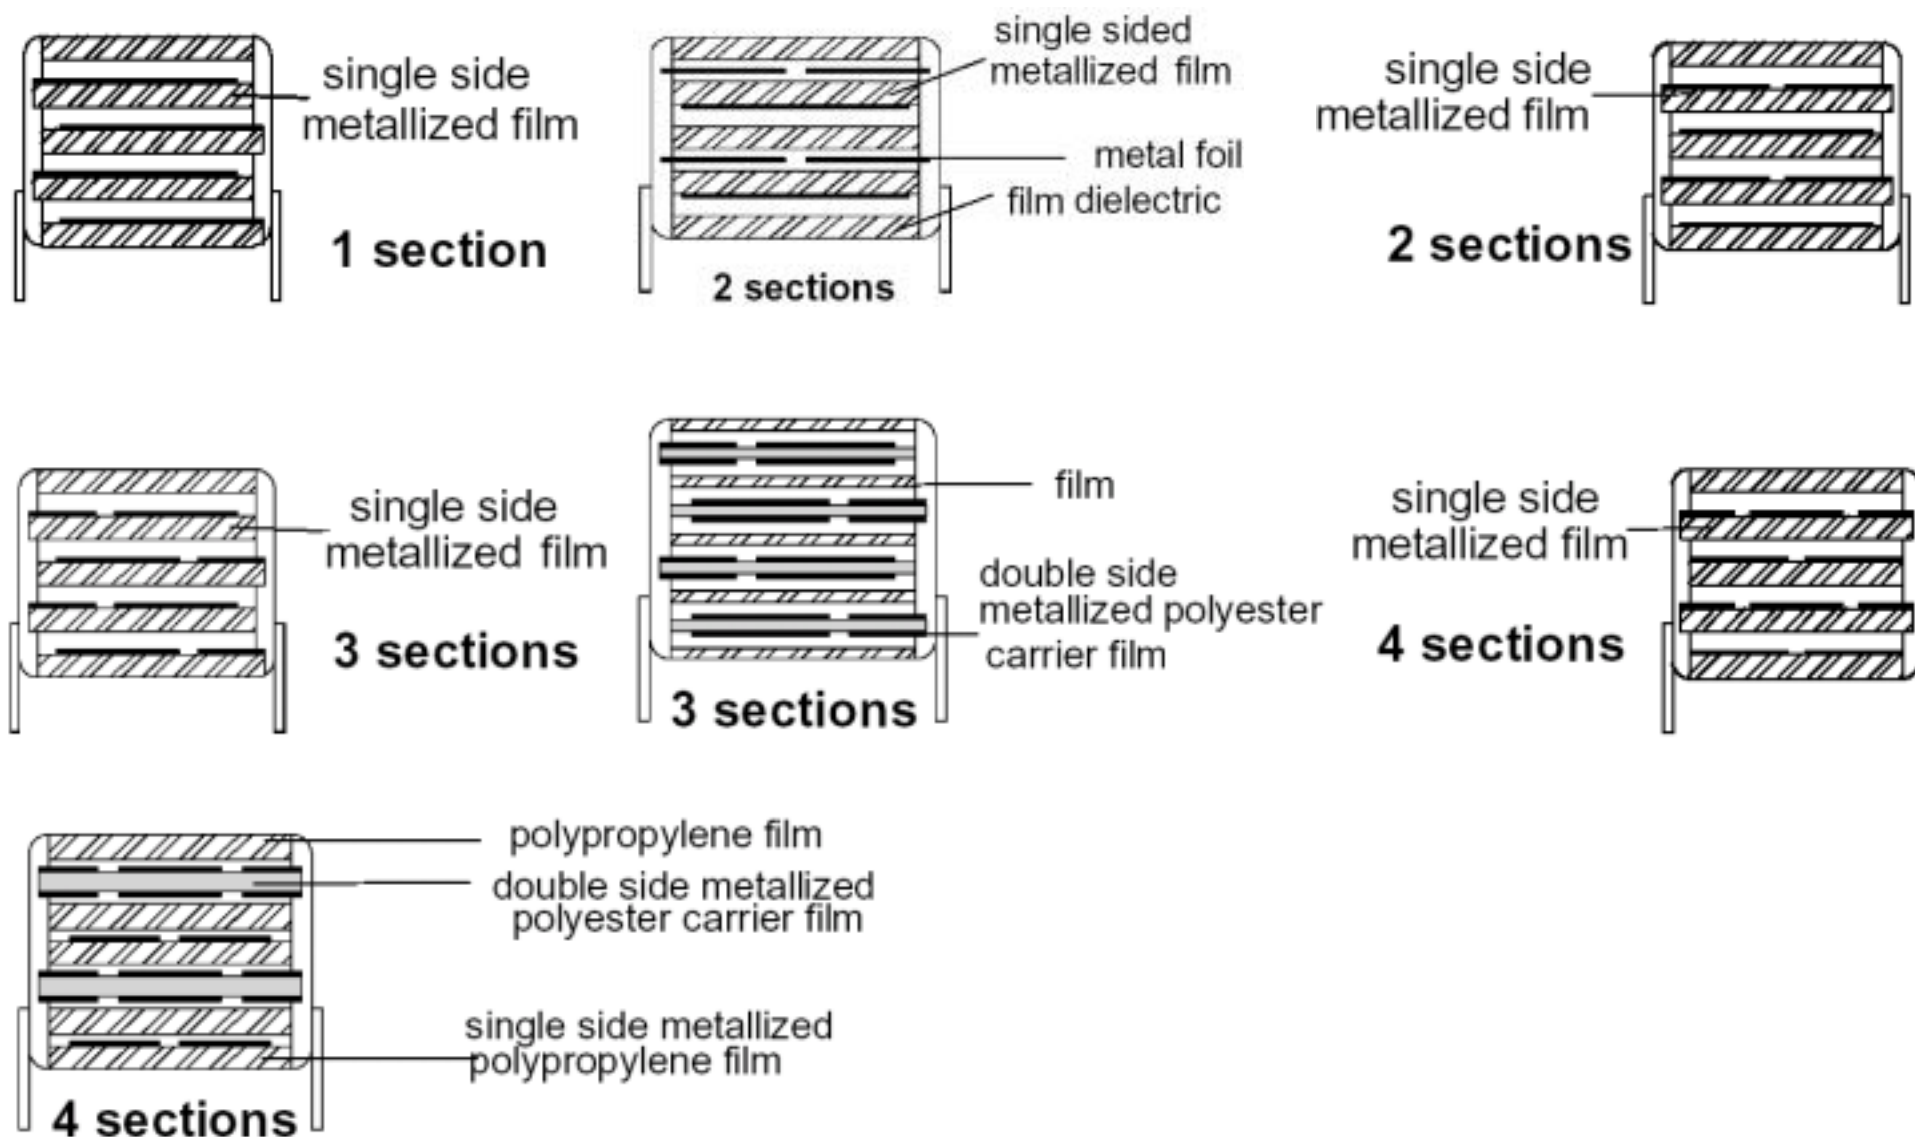 single side
metallized film
1 section
single sided
metallized film
metal foil
film dielectric
2 sections
single side
metallized film
2 sections
single side
metallized film
3 sections
film
double side
metallized polyester
carrier film
3 sections
single side
metallized film
4 sections
polypropylene film
double side metallized
polyester carrier film
single side metallized
polypropylene film
4 sections